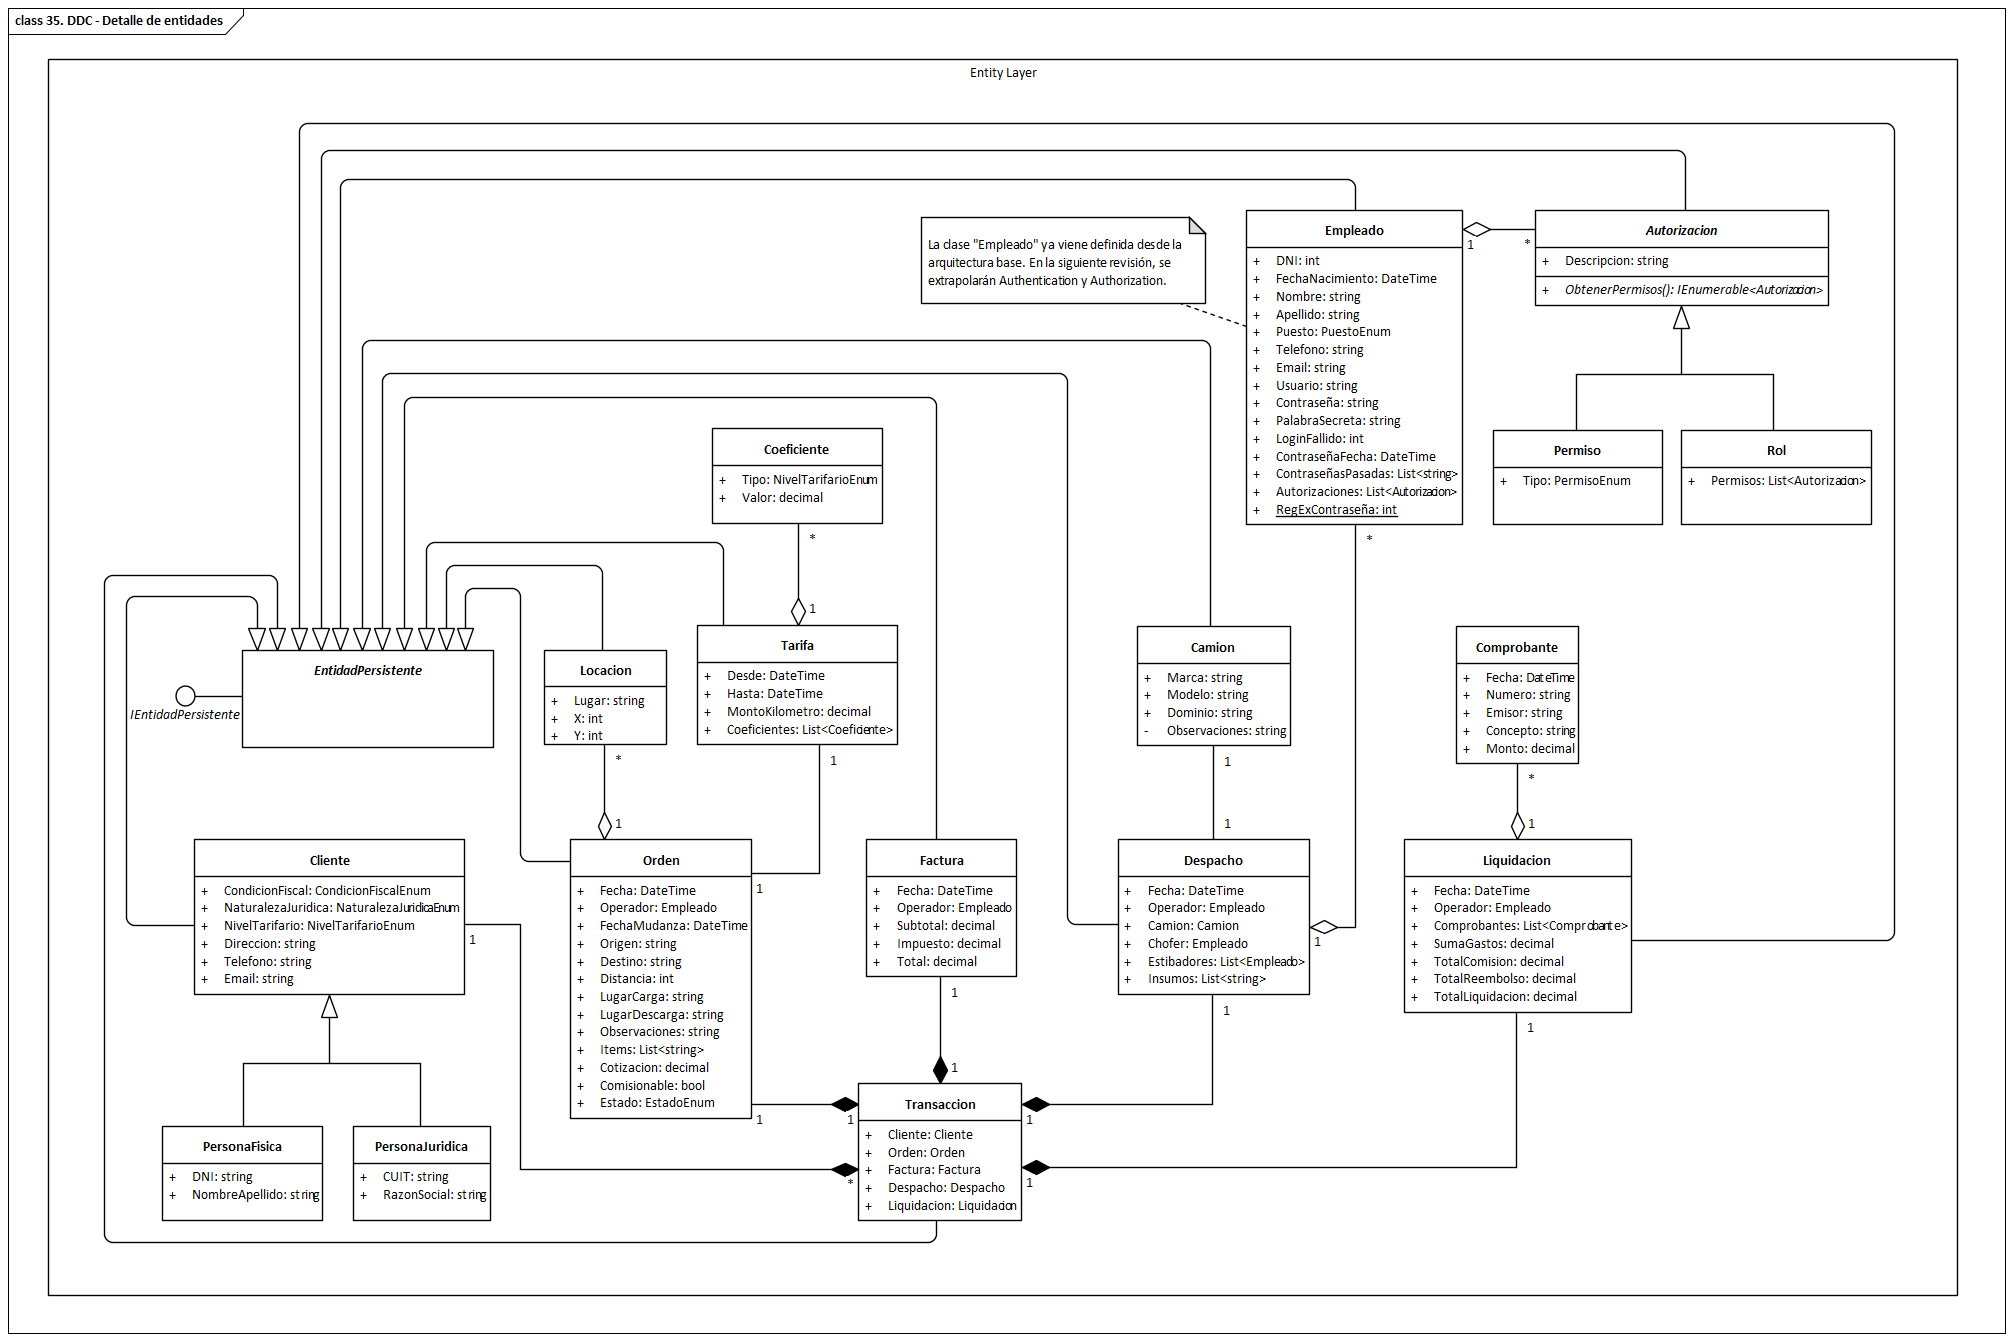 class 35. DDC - Detalle de entidades
Entity Layer
La clase "Empleado" ya viene definida desde la
arquitectura base. En la siguiente revisión, se
extrapolarán Authentication y Authorization.
Empleado
+ DNI: int
+ FechaNacimiento: DateTime
+ Nombre: string
+ Apellido: string
+ Puesto: PuestoEnum
+ Telefono: string
+ Email: string
+ Usuario: string
+ Contraseña: string
+ PalabraSecreta: string
+ LoginFallido: int
+ ContraseñaFecha: DateTime
+ ContraseñasPasadas: List<string>
+ Autorizaciones: List<Autorizacion>
+ RegExContraseña: int
1
*
*
Autorizacion
+ Descripcion: string
+ ObtenerPermisos(): IEnumerable<Autorizacion>
Permiso
+ Tipo: PermisoEnum
Rol
+ Permisos: List<Autorizacion>
Coeficiente
+ Tipo: NivelTarifarioEnum
+ Valor: decimal
*
1
EntidadPersistente
IEntidadPersistente
Locacion
+ Lugar: string
+ X: int
+ Y: int
*
1
Tarifa
+ Desde: DateTime
+ Hasta: DateTime
+ MontoKilometro: decimal
+ Coeficientes: List<Coeficiente>
1
1
Camion
+ Marca: string
+ Modelo: string
+ Dominio: string
- Observaciones: string
1
1
Comprobante
+ Fecha: DateTime
+ Numero: string
+ Emisor: string
+ Concepto: string
+ Monto: decimal
*
1
Cliente
+ CondicionFiscal: CondicionFiscalEnum
+ NaturalezaJuridica: NaturalezaJuridicaEnum
+ NivelTarifario: NivelTarifarioEnum
+ Direccion: string
+ Telefono: string
+ Email: string
1
Orden
+ Fecha: DateTime
+ Operador: Empleado
+ FechaMudanza: DateTime
+ Origen: string
+ Destino: string
+ Distancia: int
+ LugarCarga: string
+ LugarDescarga: string
+ Observaciones: string
+ Items: List<string>
+ Cotizacion: decimal
+ Comisionable: bool
+ Estado: EstadoEnum
1
1
Factura
+ Fecha: DateTime
+ Operador: Empleado
+ Subtotal: decimal
+ Impuesto: decimal
+ Total: decimal
1
1
Despacho
+ Fecha: DateTime
+ Operador: Empleado
+ Camion: Camion
+ Chofer: Empleado
+ Estibadores: List<Empleado>
+ Insumos: List<string>
1
1
1
Liquidacion
+ Fecha: DateTime
+ Operador: Empleado
+ Comprobantes: List<Comprobante>
+ SumaGastos: decimal
+ TotalComision: decimal
+ TotalReembolso: decimal
+ TotalLiquidacion: decimal
1
1
PersonaFisica
+ DNI: string
+ NombreApellido: string
PersonaJuridica
+ CUIT: string
+ RazonSocial: string
Transaccion
+ Cliente: Cliente
+ Orden: Orden
+ Factura: Factura
+ Despacho: Despacho
+ Liquidacion: Liquidacion
*